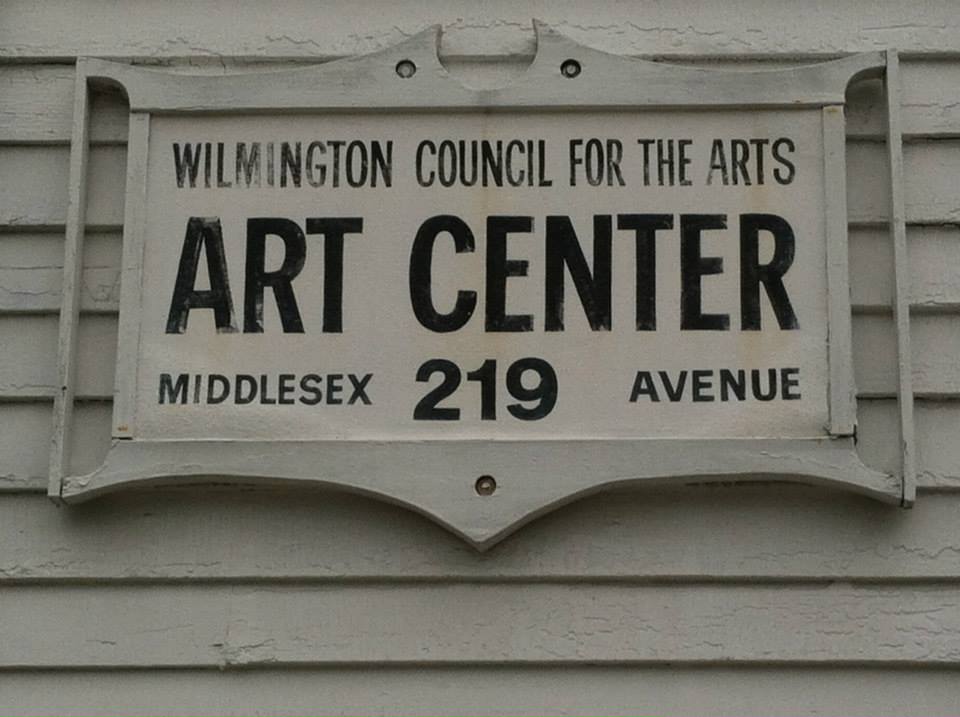 WILMINGTON COUNCIL FOR THE ARTS
ART CENTER
MIDDLESEX 219 AVENUE